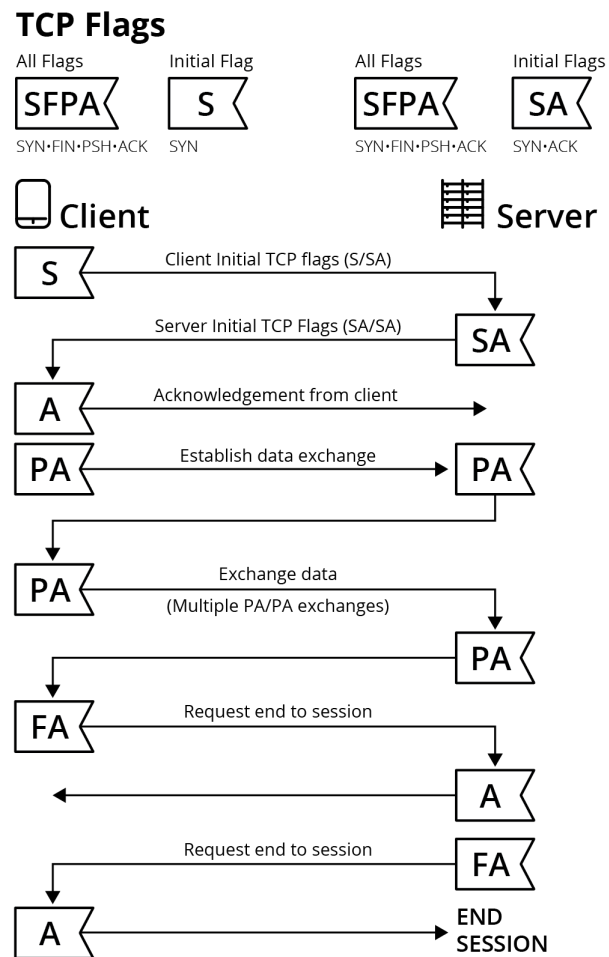 TCP Flags
All Flags Initial Flag All Flags Initial Flags
SFPA S SFPA SA
SYN•FIN•PSH•ACK SYN SYN•FIN•PSH•ACK SYN•ACK
Client Server
S Client Initial TCP flags (S/SA)
Server Initial TCP Flags (SA/SA) SA
A Acknowledgement from client
PA Establish data exchange PA
PA Exchange data
(Multiple PA/PA exchanges)
PA
FA Request end to session
A
Request end to session FA
A END
SESSION